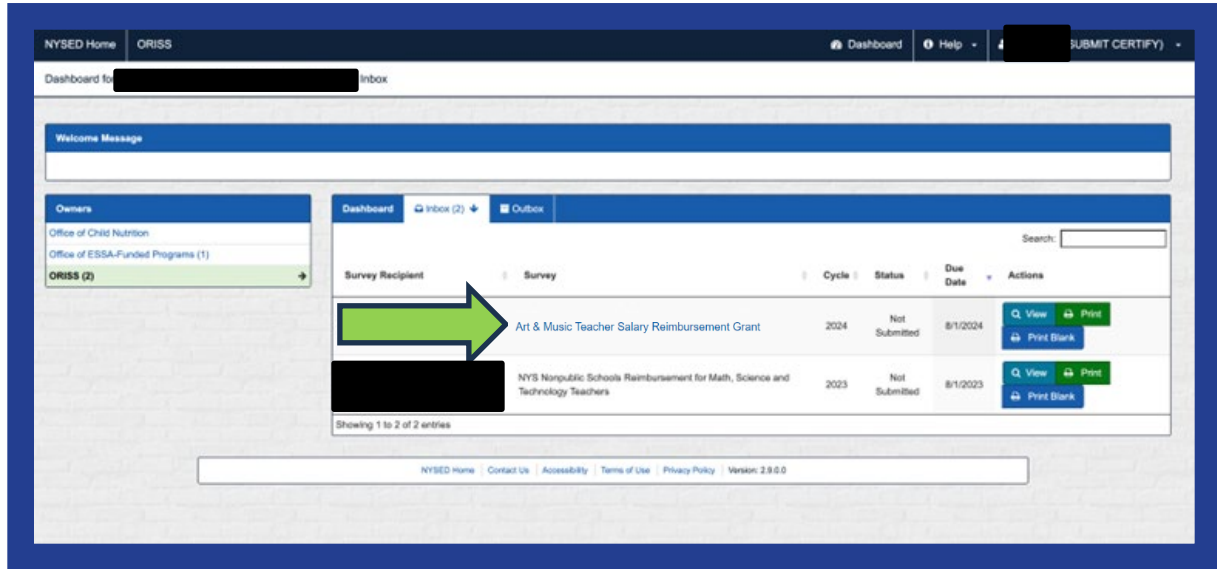 NYSED Home ORISS Dashboard Help SUBMIT CERTIFY)
Dashboard for Inbox
Welcome Message
Owners
Office of Child Nutrition
Office of ESSA-Funded Programs (1)
ORISS (2)
Dashboard Inbox (2) Outbox
Search:
Survey Recipient Survey Cycle Status Due Date Actions
Art & Music Teacher Salary Reimbursement Grant 2024 Not Submitted 8/1/2024 View Print
Print Blank
NYS Nonpublic Schools Reimbursement for Math, Science and
Technology Teachers 2023 Not Submitted 8/1/2023 View Print
Print Blank
Showing 1 to 2 of 2 entries
NYSED Home Contact Us Accessibility Terms of Use Privacy Policy Version: 2.9.0.0